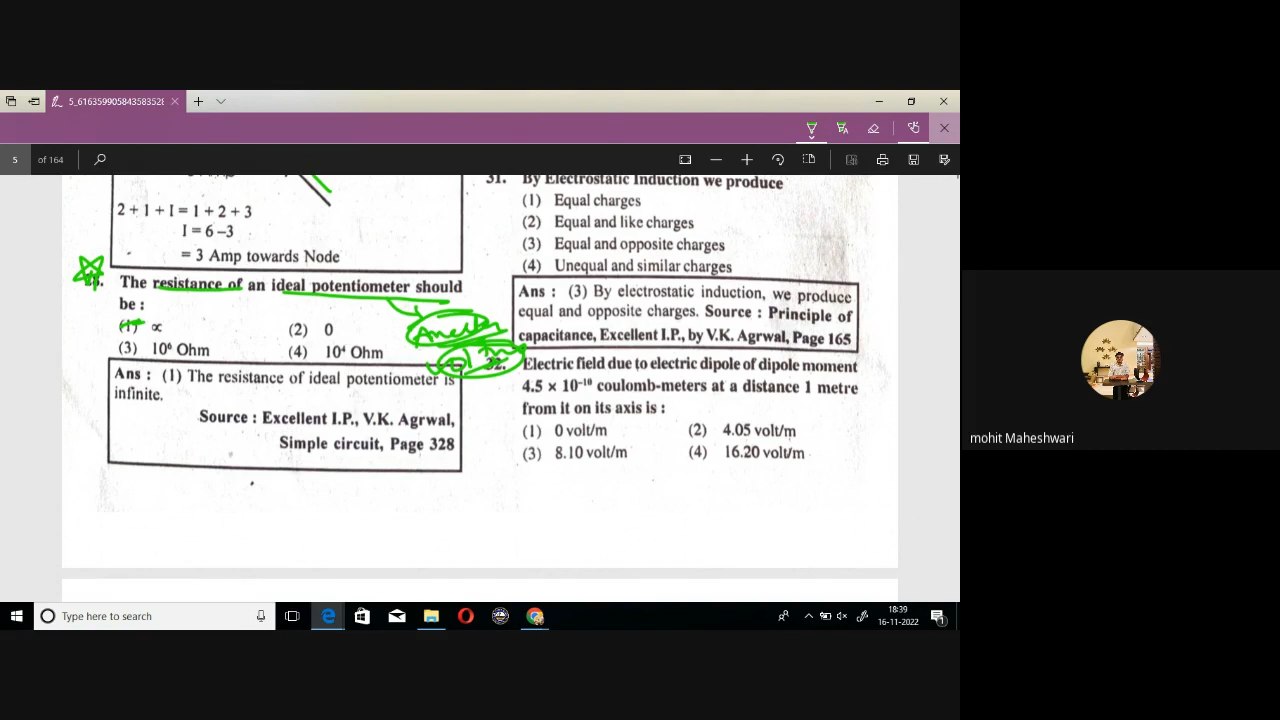 5_6163599058435835​28
5 of 164
2 + 1 + I = 1 + 2 + 3
I = 6 –3
= 3 Amp towards Node
The resistance of an ideal potentiometer should
be :
(1) ∝ (2) 0
(3) 10⁶ Ohm (4) 10⁴ Ohm
Ans : (1) The resistance of ideal potentiometer is
infinite.
Source : Excellent I.P., V.K. Agrwal,
Simple circuit, Page 328
31. By Electrostatic Induction we produce
(1) Equal charges
(2) Equal and like charges
(3) Equal and opposite charges
(4) Unequal and similar charges
Ans : (3) By electrostatic induction, we produce
equal and opposite charges. Source : Principle of
capacitance, Excellent I.P., by V.K. Agrwal, Page 165
32. Electric field due to electric dipole of dipole moment
4.5 × 10⁻¹⁰ coulomb-meters at a distance 1 metre
from it on its axis is :
(1) 0 volt/m (2) 4.05 volt/m
(3) 8.10 volt/m (4) 16.20 volt/m
mohit Maheshwari
Type here to search
18:39
16-11-2022
1